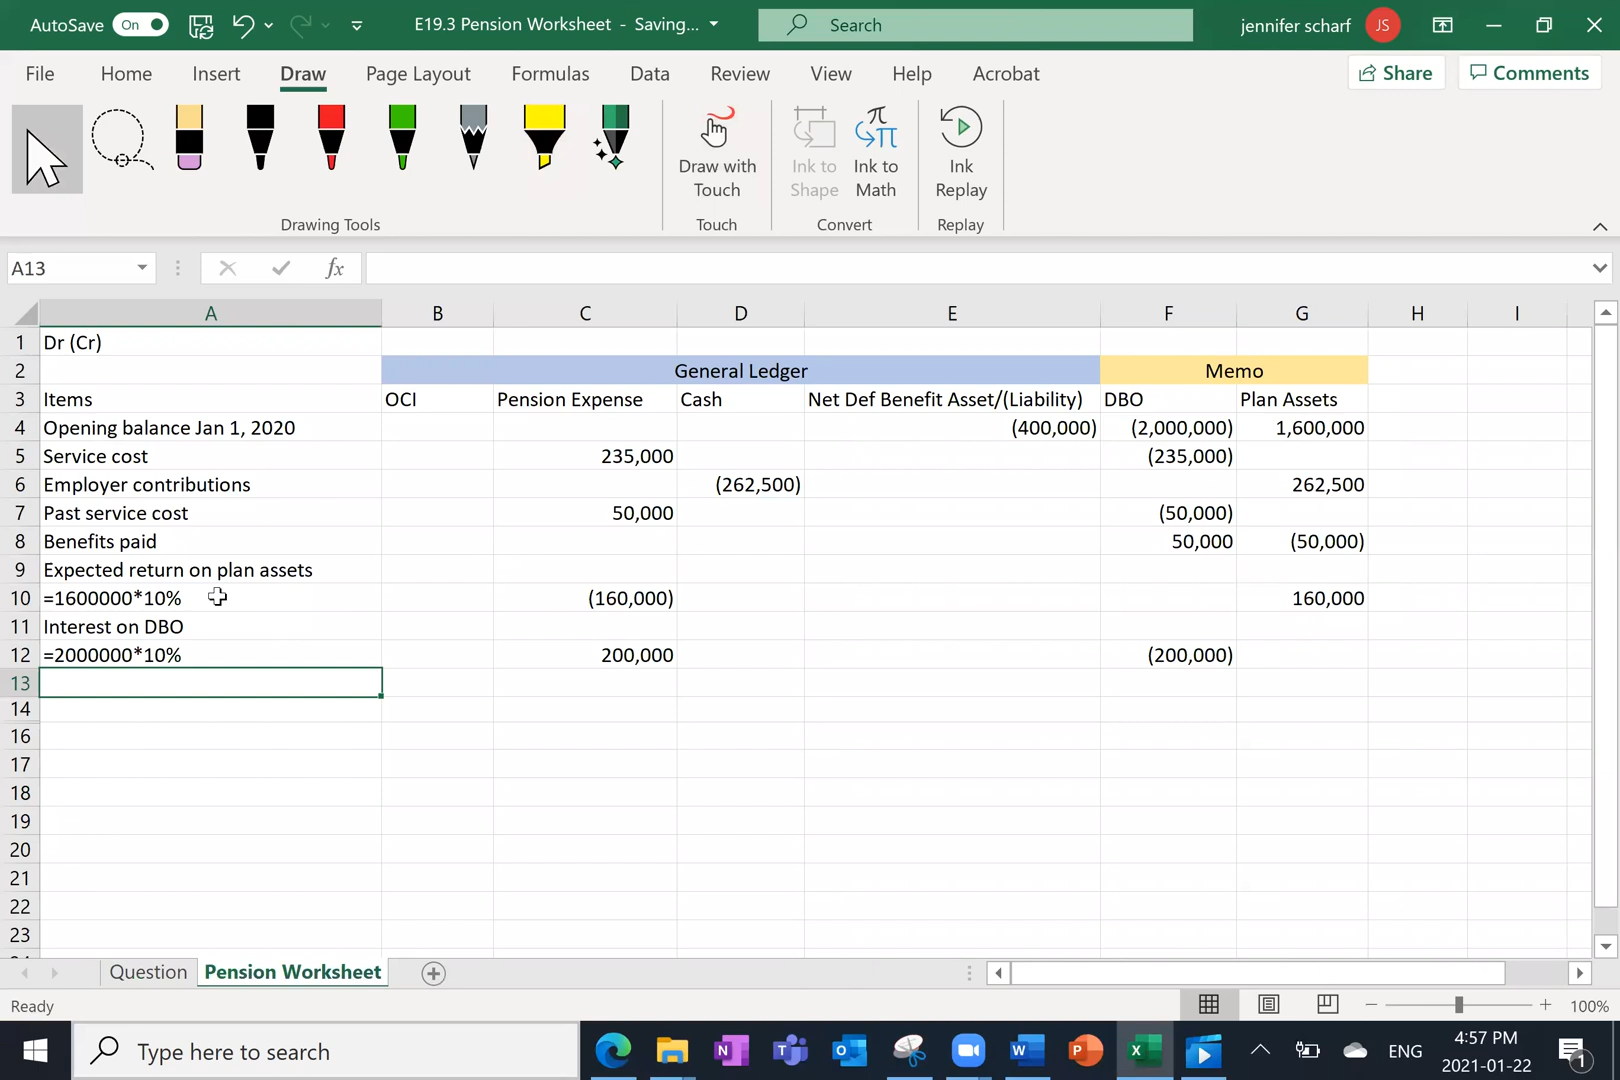 AutoSave On E19.3 Pension Worksheet - Saving... Search jennifer scharf JS
File Home Insert Draw Page Layout Formulas Data Review View Help Acrobat Share Comments
Draw with Touch Ink to Shape Ink to Math Ink Replay
Drawing Tools Touch Convert Replay
A13 fx
A B C D E F G H I
1 Dr (Cr)
2 General Ledger Memo
3 Items OCI Pension Expense Cash Net Def Benefit Asset/(Liability) DBO Plan Assets
4 Opening balance Jan 1, 2020 (400,000) (2,000,000) 1,600,000
5 Service cost 235,000 (235,000)
6 Employer contributions (262,500) 262,500
7 Past service cost 50,000 (50,000)
8 Benefits paid 50,000 (50,000)
9 Expected return on plan assets
10 =1600000*10% (160,000) 160,000
11 Interest on DBO
12 =2000000*10% 200,000 (200,000)
13
14
16
17
18
19
20
21
22
23
Question Pension Worksheet
Ready 100%
Type here to search N T O W P X ENG 4:57 PM 1
2021-01-22